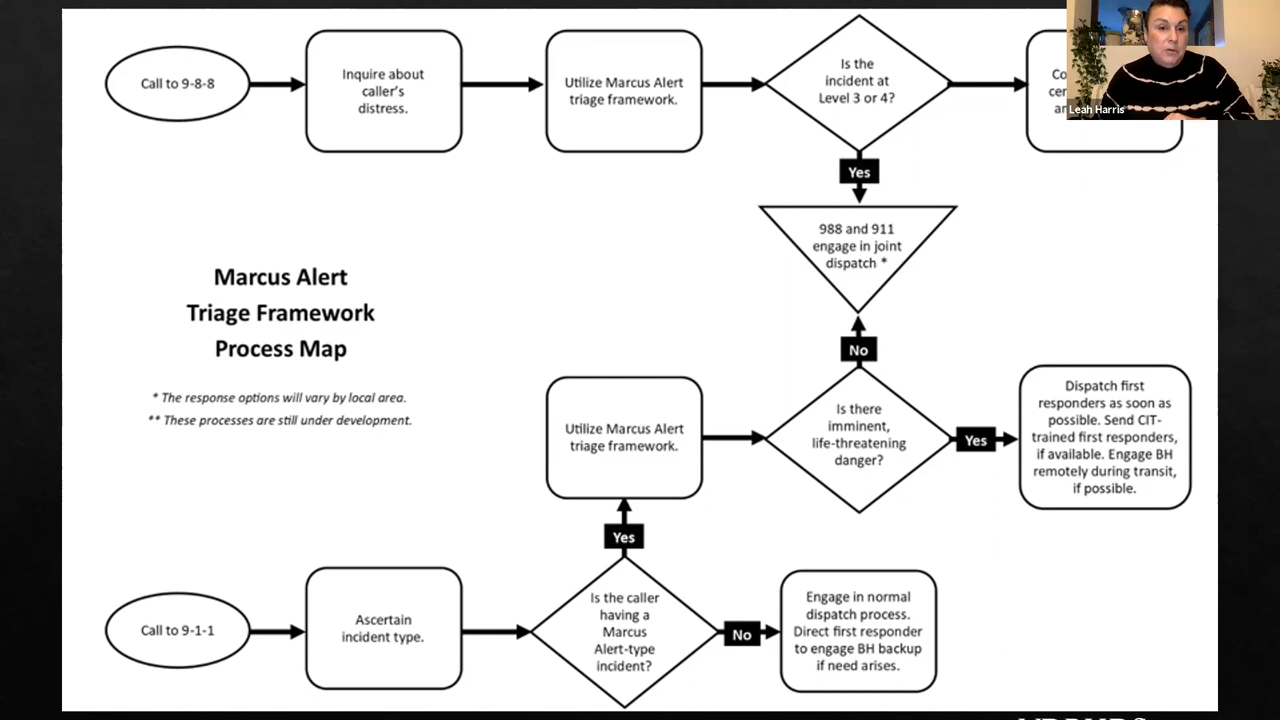 Call to 9-8-8
Inquire about
caller's
distress.
Utilize Marcus Alert
triage framework.
Is the
incident at
Level 3 or 4?
Leah Harris
Yes
988 and 911
engage in joint
dispatch *
Marcus Alert
Triage Framework
Process Map
* The response options will vary by local area.
** These processes are still under development.
No
Utilize Marcus Alert
triage framework.
Is there
imminent,
life-threatening
danger?
Yes
Dispatch first
responders as soon as
possible. Send CIT-
trained first responders,
if available. Engage BH
remotely during transit,
if possible.
Yes
Call to 9-1-1
Ascertain
incident type.
Is the caller
having a
Marcus
Alert-type
incident?
No
Engage in normal
dispatch process.
Direct first responder
to engage BH backup
if need arises.